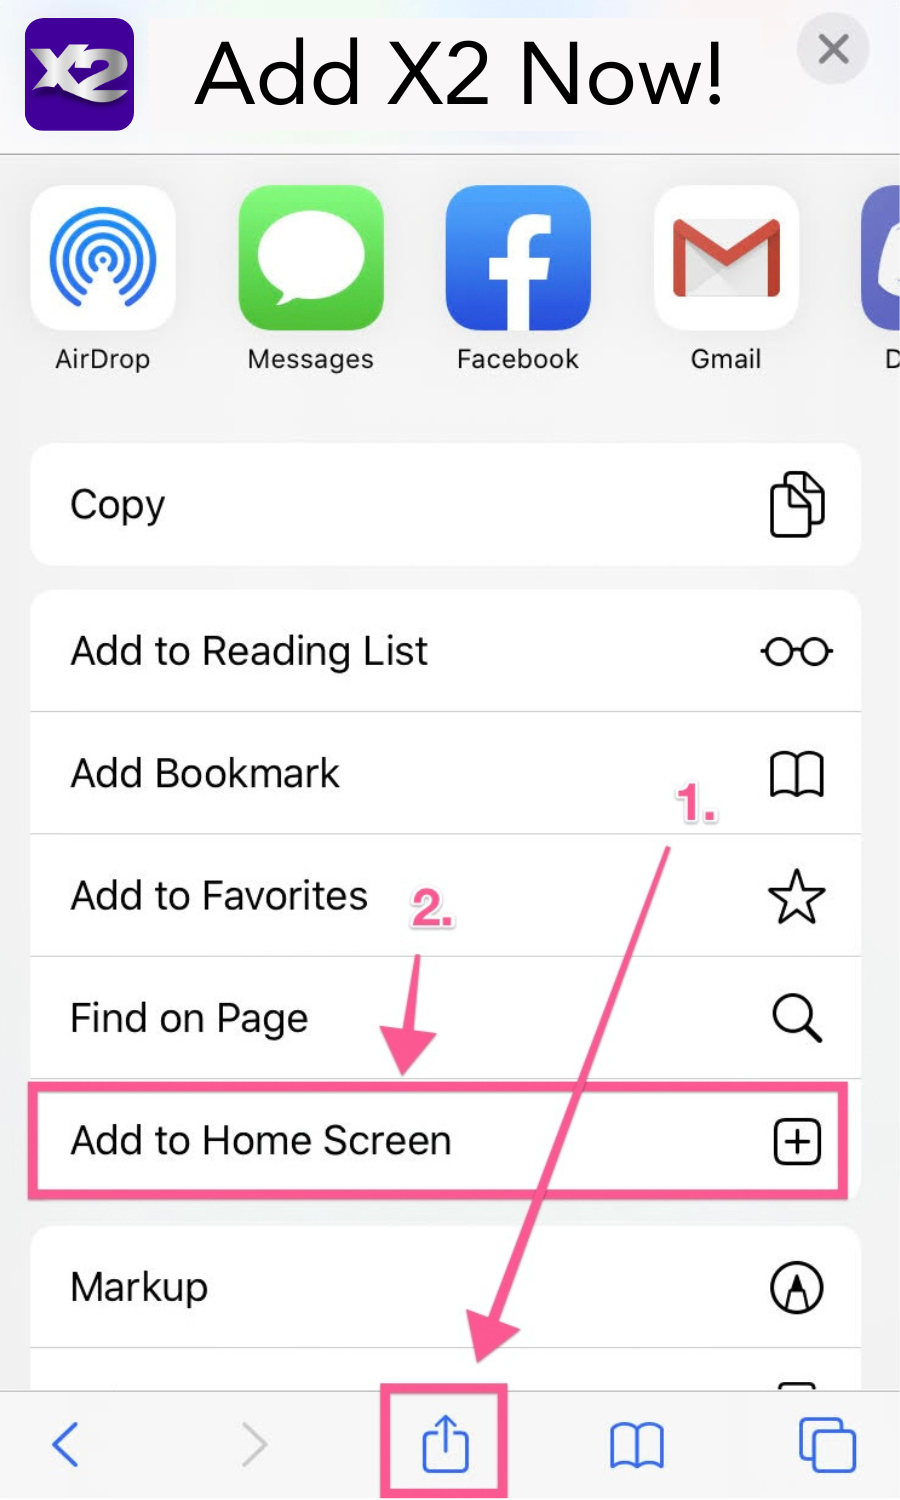 X2
Add X2 Now!
AirDrop
Messages
Facebook
Gmail
D
Copy
Add to Reading List
Add Bookmark
1.
Add to Favorites
2.
Find on Page
Add to Home Screen
Markup